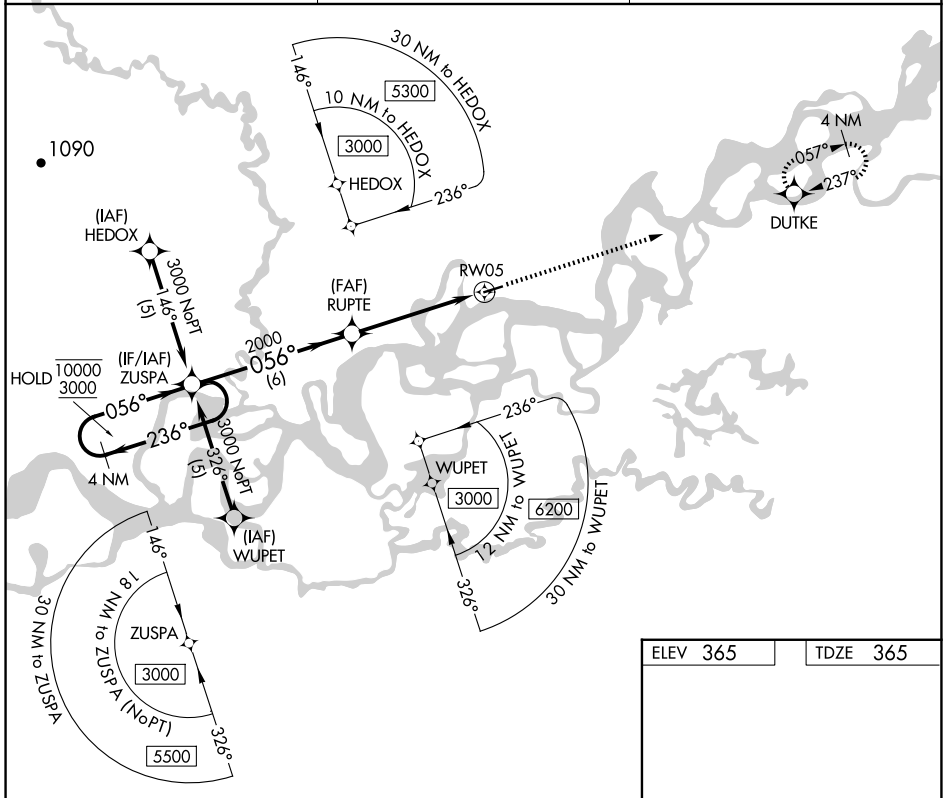 30 NM to HEDOX
146°
5300
10 NM to HEDOX
3000
HEDOX
236°
4 NM
057°
237°
DUTKE
1090
(IAF)
HEDOX
3000 NoPT
146°
(5)
RW05
(FAF)
RUPTE
2000
056°
(6)
(IF/IAF)
ZUSPA
HOLD
10000
3000
056°
236°
4 NM
3000 NoPT
326°
(5)
(IAF)
WUPET
236°
WUPET
3000
12 NM to WUPET
6200
30 NM to WUPET
326°
146°
18 NM to ZUSPA (NoPT)
30 NM to ZUSPA
ZUSPA
3000
5500
326°
ELEV 365
TDZE 365